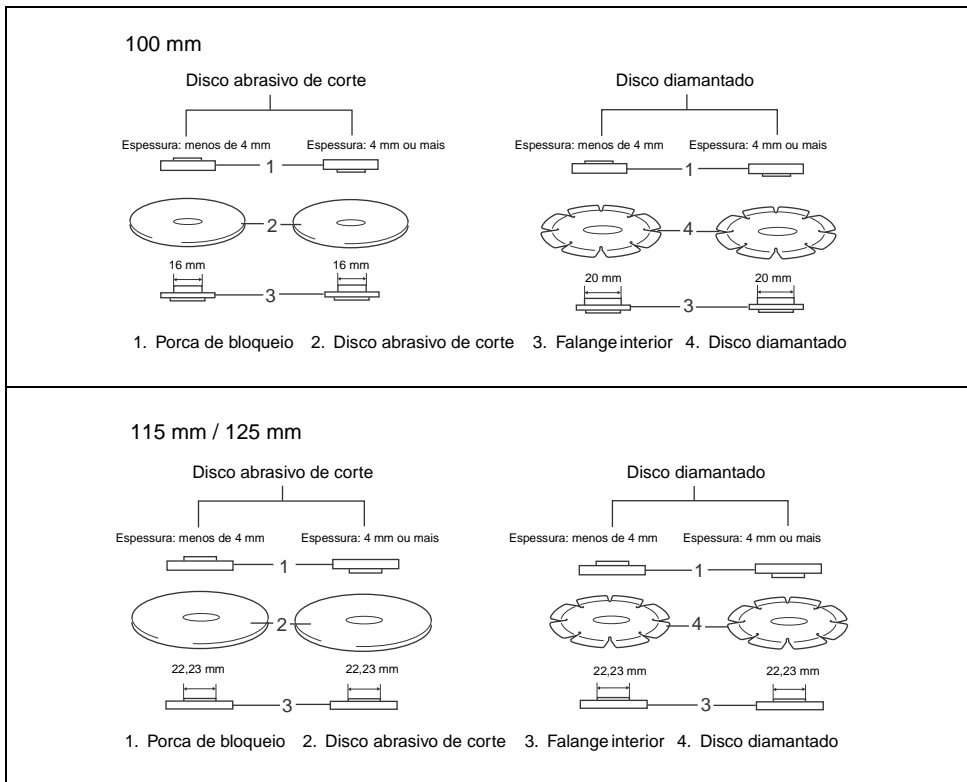 100 mm
Disco abrasivo de corte Disco diamantado
Espessura: menos de 4 mm Espessura: 4 mm ou mais Espessura: menos de 4 mm Espessura: 4 mm ou mais
1 1
2 4
16 mm 16 mm 20 mm 20 mm
3 3
1. Porca de bloqueio 2. Disco abrasivo de corte 3. Falange interior 4. Disco diamantado
115 mm / 125 mm
Disco abrasivo de corte Disco diamantado
Espessura: menos de 4 mm Espessura: 4 mm ou mais Espessura: menos de 4 mm Espessura: 4 mm ou mais
1 1
2 4
22,23 mm 22,23 mm 22,23 mm 22,23 mm
3 3
1. Porca de bloqueio 2. Disco abrasivo de corte 3. Falange interior 4. Disco diamantado